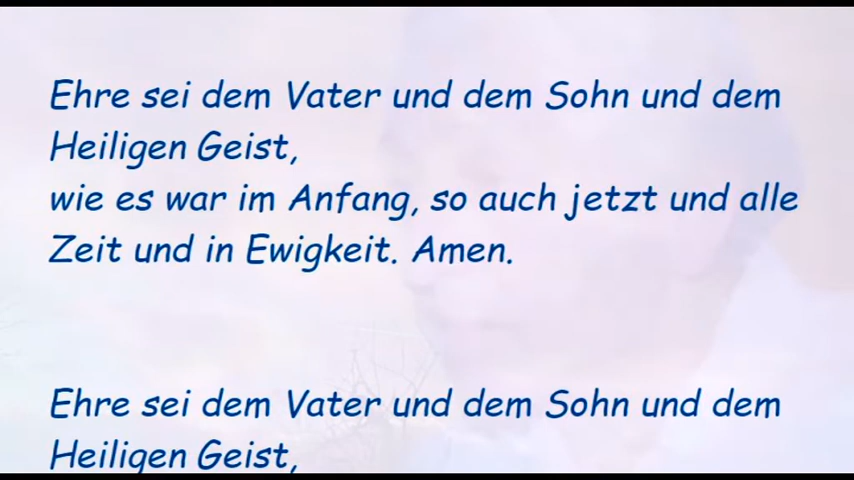 Ehre sei dem Vater und dem Sohn und dem
Heiligen Geist,
wie es war im Anfang, so auch jetzt und alle
Zeit und in Ewigkeit. Amen.
Ehre sei dem Vater und dem Sohn und dem
Heiligen Geist,